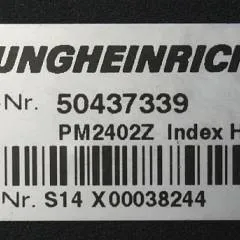 UNGHEINRICH
-Nr. 50437339
PM2402Z Index H
Nr. S14 X00038244